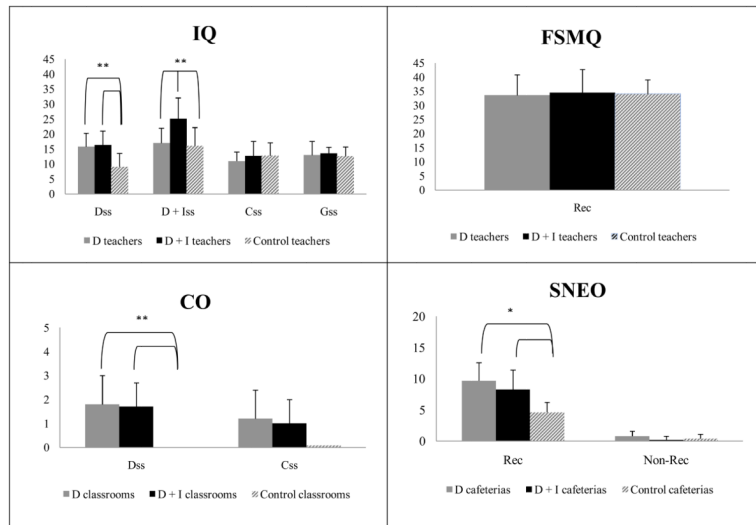 IQ
**
**
45
40
35
30
25
20
15
10
5
0
Dss D + Iss Css Gss
D teachers D + I teachers Control teachers
FSMQ
45
40
35
30
25
20
15
10
5
0
Rec
D teachers D + I teachers Control teachers
CO
**
5
4
3
2
1
0
Dss Css
D classrooms D + I classrooms Control classrooms
SNEO
*
20
15
10
5
0
Rec Non-Rec
D cafeterias D + I cafeterias Control cafeterias